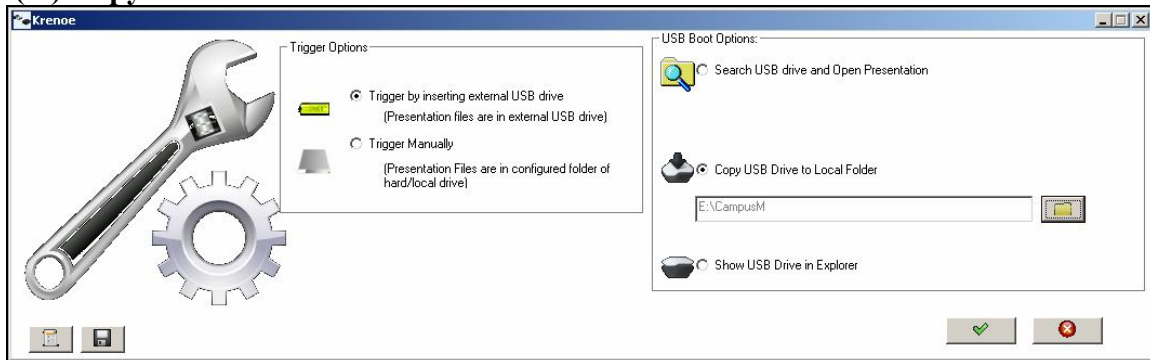 Krenoe
Trigger Options
Trigger by inserting external USB drive
(Presentation files are in external USB drive)
Trigger Manually
(Presentation Files are in configured folder of
hard/local drive)
USB Boot Options:
Search USB drive and Open Presentation
Copy USB Drive to Local Folder
E:\CampusM
Show USB Drive in Explorer